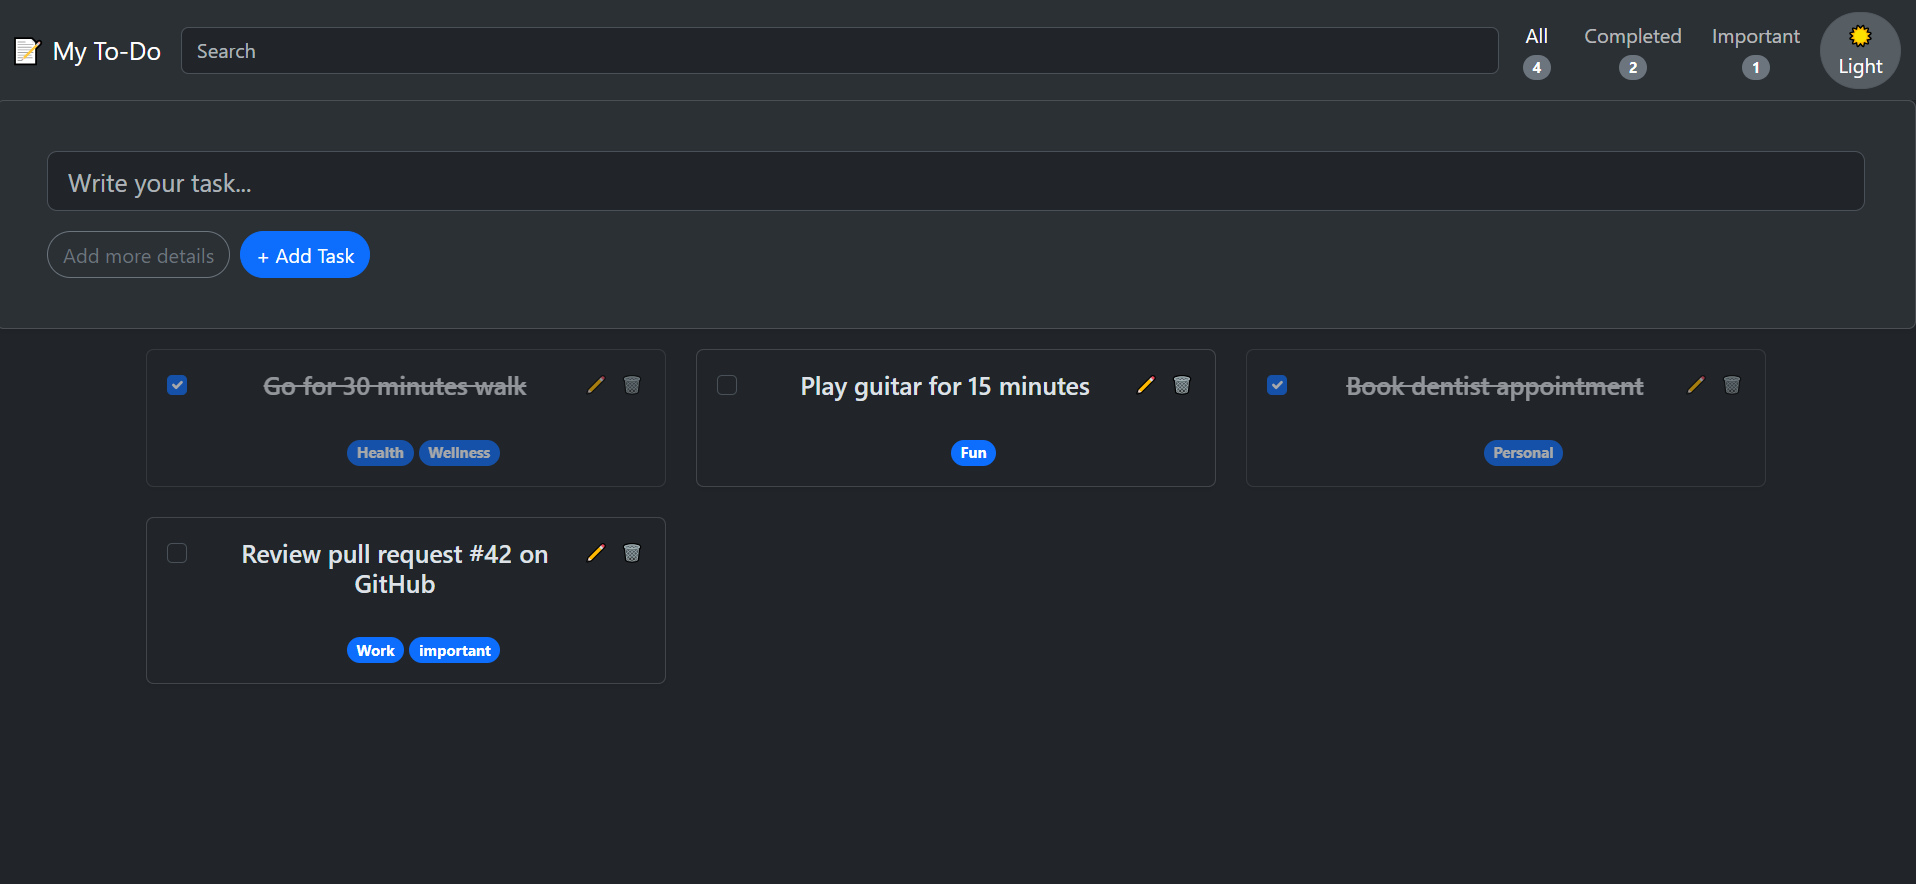 My To-Do
Search
All
4
Completed
2
Important
1
Light
Write your task...
Add more details
+ Add Task
Go for 30 minutes walk
Health
Wellness
Play guitar for 15 minutes
Fun
Book dentist appointment
Personal
Review pull request #42 on
GitHub
Work
important